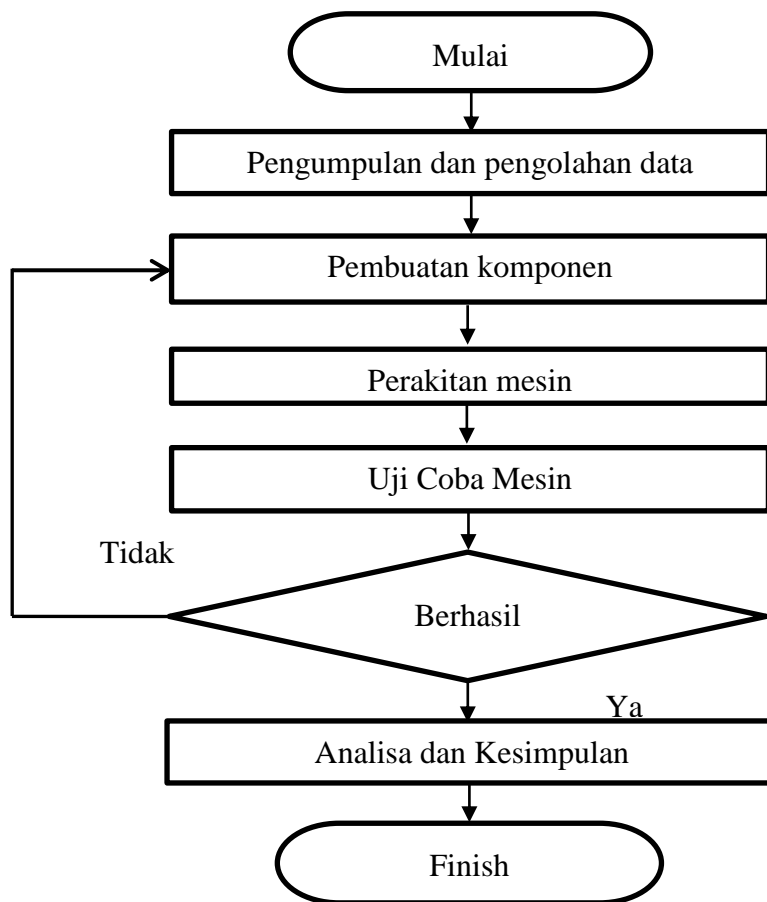 Mulai
Pengumpulan dan pengolahan data
Pembuatan komponen
Perakitan mesin
Uji Coba Mesin
Tidak
Berhasil
Ya
Analisa dan Kesimpulan
Finish